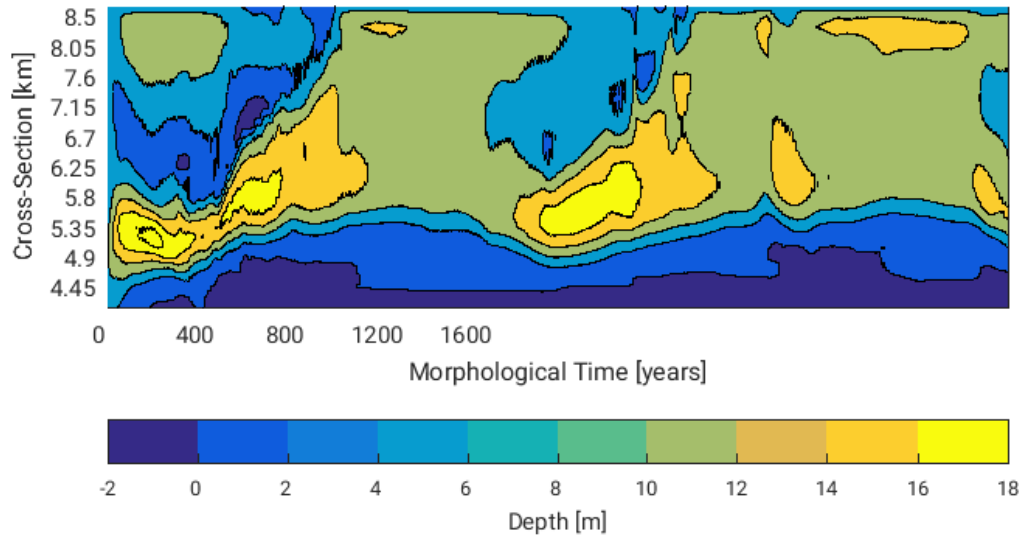 8.5
8.05
7.6
7.15
6.7
6.25
5.8
5.35
4.9
4.45
Cross-Section [km]
0 400 800 1200 1600
Morphological Time [years]
-2 0 2 4 6 8 10 12 14 16 18
Depth [m]